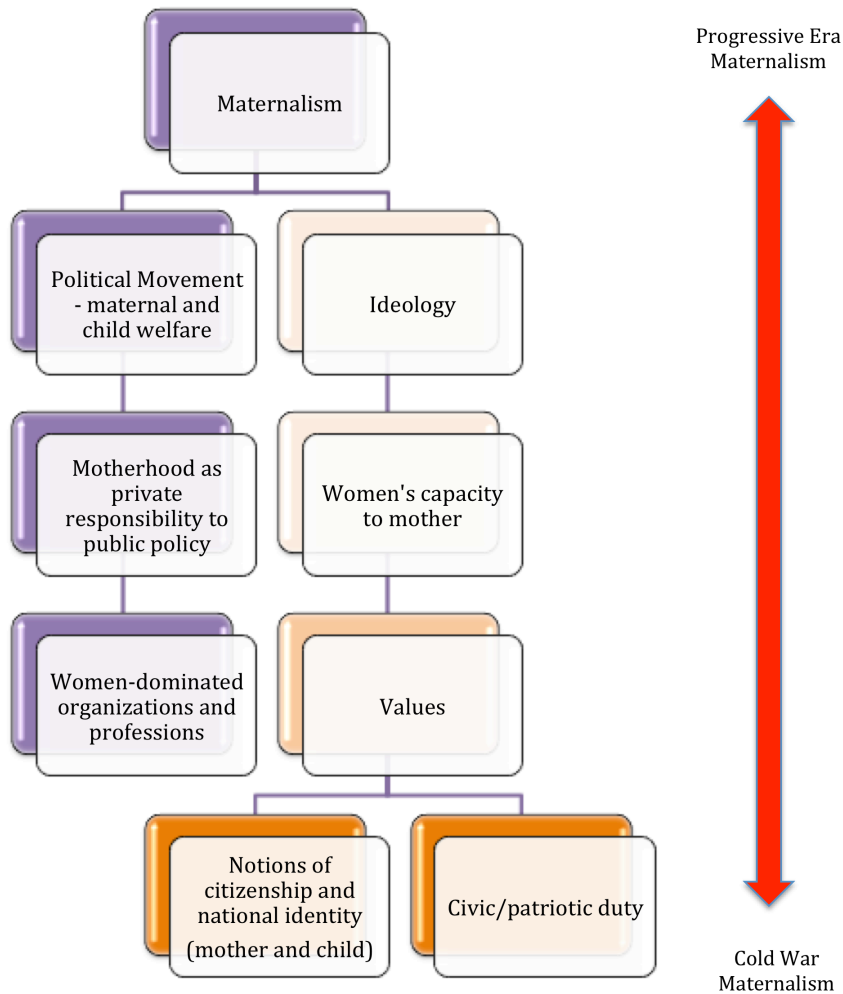 Progressive Era
Maternalism
Maternalism
Political Movement
- maternal and
child welfare
Ideology
Motherhood as
private
responsibility to
public policy
Women's capacity
to mother
Women-dominated
organizations and
professions
Values
Notions of
citizenship and
national identity
(mother and child)
Civic/patriotic duty
Cold War
Maternalism